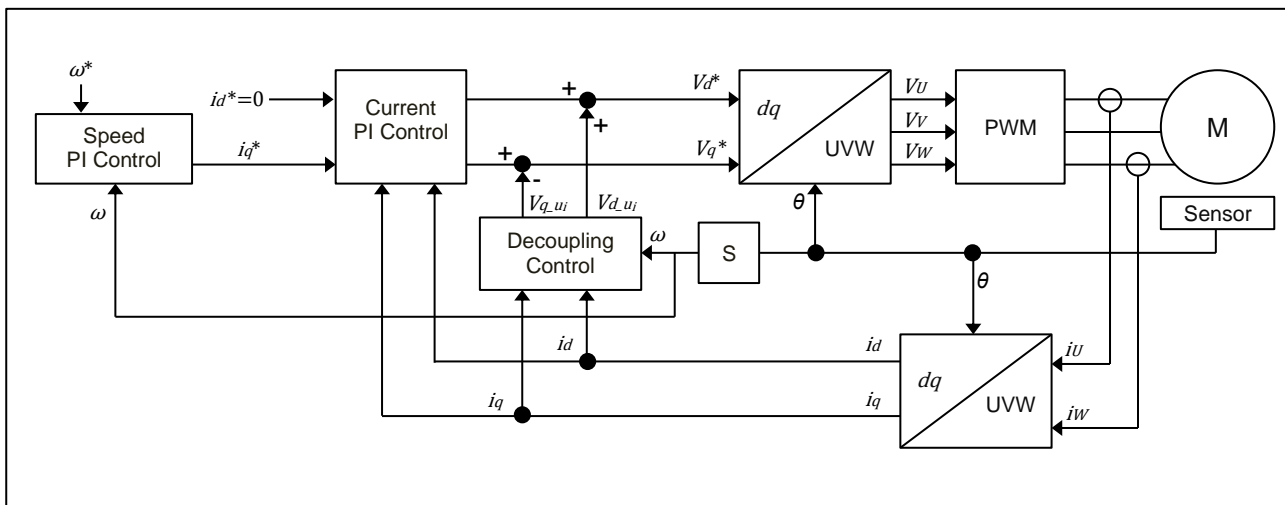 ω*
id*=0
Speed
PI Control
iq*
ω
Current
PI Control
+
+
+
-
Vd*
Vq*
Vq_ui
Vd_ui
Decoupling
Control
ω
S
dq
UVW
θ
VU
VV
VW
PWM
M
Sensor
θ
id
id
iq
iq
dq
UVW
iU
iW